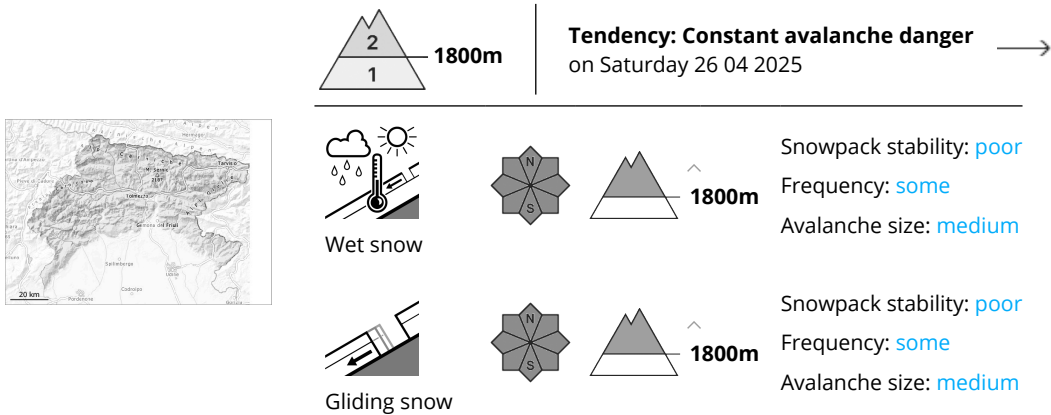 2
1
1800m
Tendency: Constant avalanche danger
on Saturday 26 04 2025
Tarvisio
Tolmezzo
Gemona del Friuli
Spilimbergo
Udine
Codroipo
Pordenone
Gorizia
20 km
N
S
1800m
Wet snow
Snowpack stability: poor
Frequency: some
Avalanche size: medium
N
S
1800m
Gliding snow
Snowpack stability: poor
Frequency: some
Avalanche size: medium